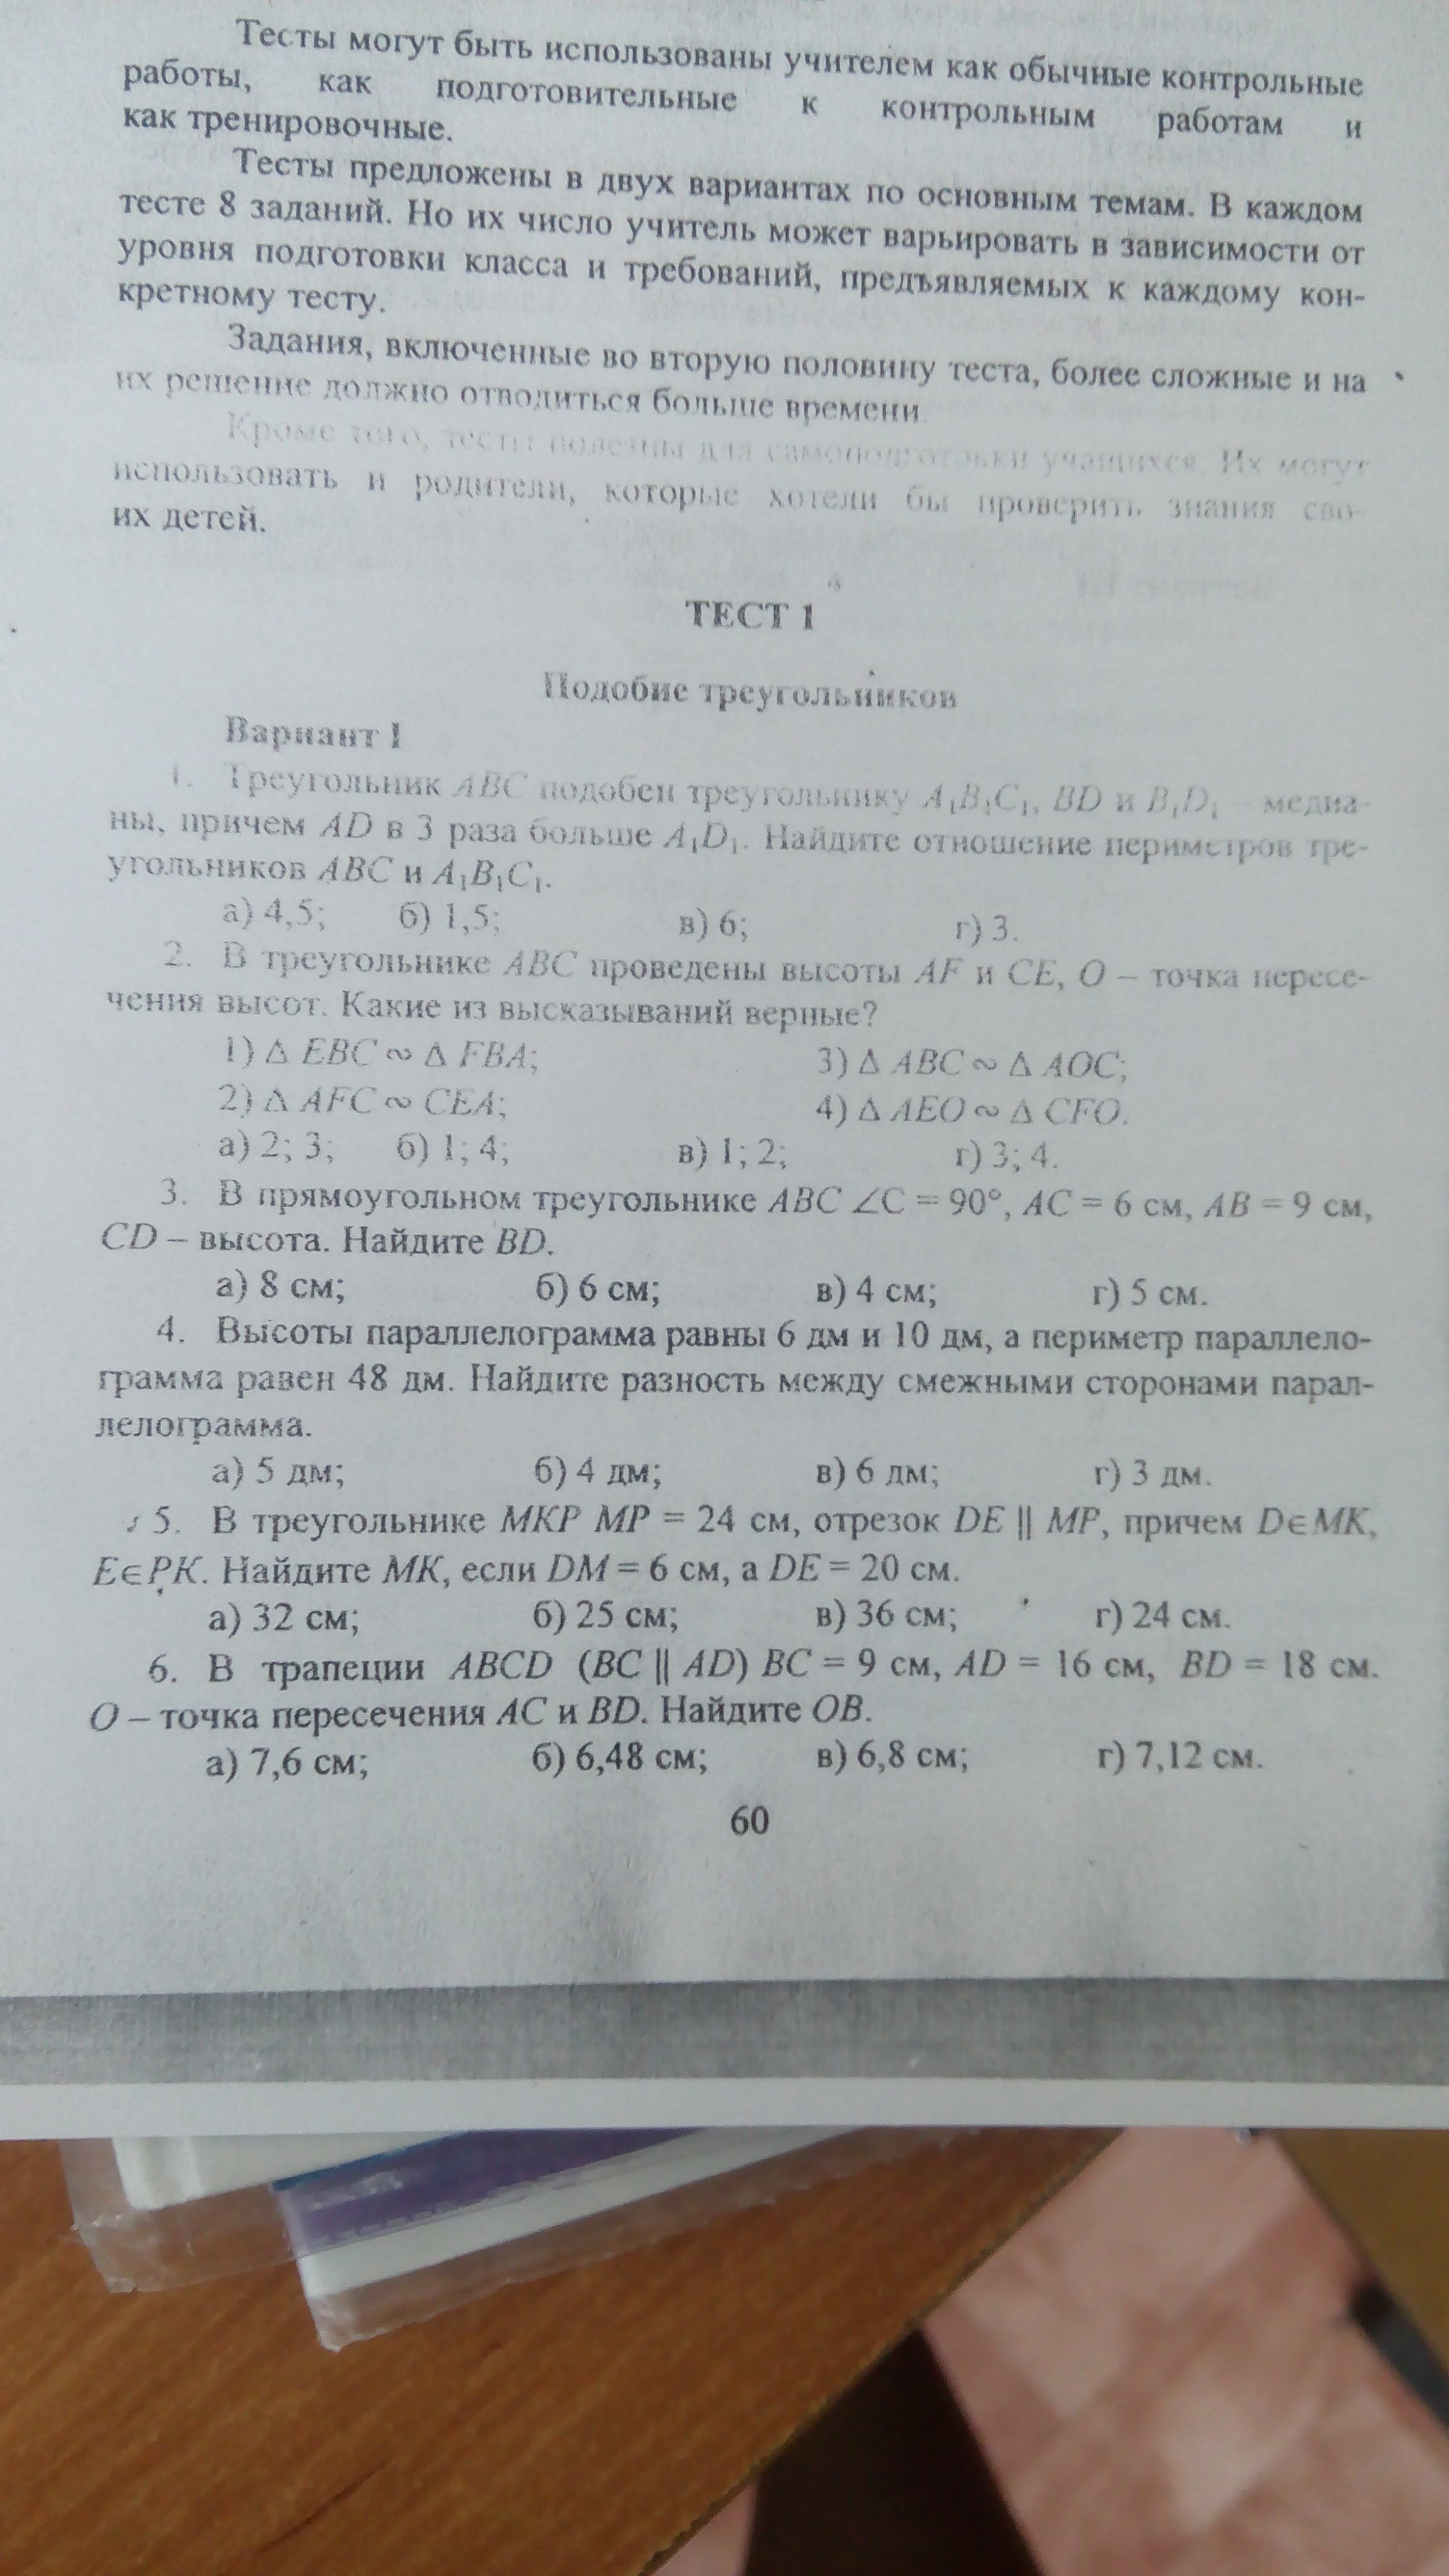 Тесты могут быть использованы учителем как обычные контрольные
работы, как подготовительные к контрольным работам и
как тренировочные.
Тесты предложены в двух вариантах по основным темам. В каждом
тесте 8 заданий. Но их число учитель может варьировать в зависимости от
уровня подготовки класса и требований, предъявляемых к каждому кон-
кретному тесту.
Задания, включенные во вторую половину теста, более сложные и на
их решение должно отводиться больше времени.
Кроме того, тесты полезны для самоподготовки учащихся. Их могут
использовать и родители, которые хотели бы проверить знания сво-
их детей.
ТЕСТ 1
Подобие треугольников
Вариант I
1. Треугольник ABC подобен треугольнику A₁B₁C₁, BD и B₁D₁ – медиа-
ны, причем AD в 3 раза больше A₁D₁. Найдите отношение периметров тре-
угольников ABC и A₁B₁C₁.
а) 4,5; б) 1,5; в) 6; г) 3.
2. В треугольнике ABC проведены высоты AF и CE, O – точка пересе-
чения высот. Какие из высказываний верные?
1) Δ EBC ∾ Δ FBA; 3) Δ ABC ∾ Δ AOC;
2) Δ AFC ∾ CEA; 4) Δ AEO ∾ Δ CFO.
а) 2; 3; б) 1; 4; в) 1; 2; г) 3; 4.
3. В прямоугольном треугольнике ABC ∠C = 90°, AC = 6 см, AB = 9 см,
CD – высота. Найдите BD.
а) 8 см; б) 6 см; в) 4 см; г) 5 см.
4. Высоты параллелограмма равны 6 дм и 10 дм, а периметр параллело-
грамма равен 48 дм. Найдите разность между смежными сторонами парал-
лелограмма.
а) 5 дм; б) 4 дм; в) 6 дм; г) 3 дм.
5. В треугольнике MKP MP = 24 см, отрезок DE || MP, причем D∈MK,
E∈PK. Найдите MK, если DM = 6 см, а DE = 20 см.
а) 32 см; б) 25 см; в) 36 см; г) 24 см.
6. В трапеции ABCD (BC || AD) BC = 9 см, AD = 16 см, BD = 18 см.
O – точка пересечения AC и BD. Найдите OB.
а) 7,6 см; б) 6,48 см; в) 6,8 см; г) 7,12 см.
60